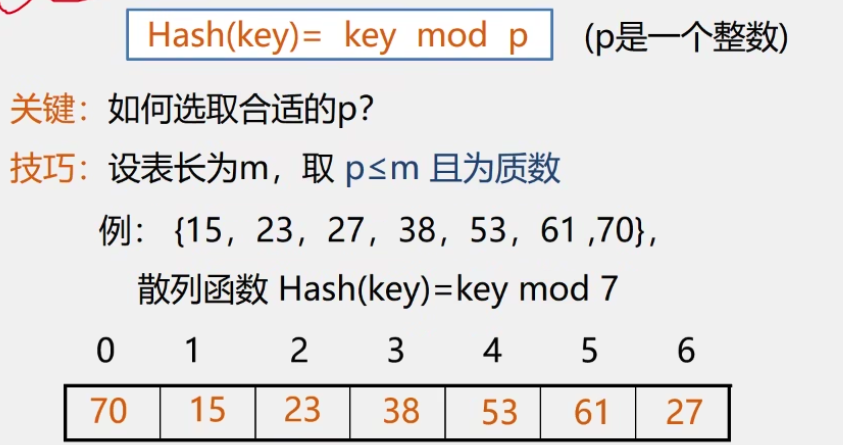 Hash(key)= key mod p (p是一个整数)
关键：如何选取合适的p？
技巧：设表长为m，取 p≤m 且为质数
例： {15，23，27，38，53，61 ,70}，
散列函数 Hash(key)=key mod 7
0 1 2 3 4 5 6
70 15 23 38 53 61 27